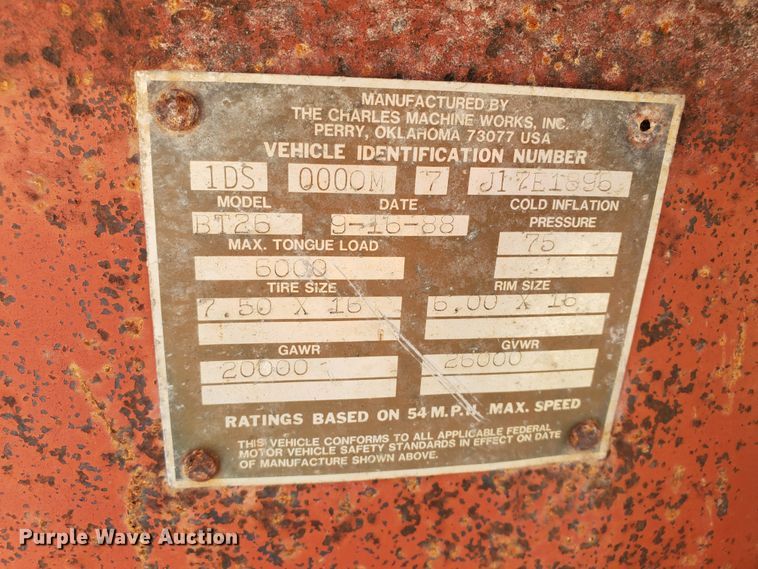 MANUFACTURED BY
THE CHARLES MACHINE WORKS, INC.
PERRY, OKLAHOMA 73077 USA
VEHICLE IDENTIFICATION NUMBER
1DS 0000M 7 J17E1896
MODEL DATE COLD INFLATION
BT26 9-16-88 PRESSURE
MAX. TONGUE LOAD 75
6000
TIRE SIZE RIM SIZE
7.50 X 16 6.00 X 16
GAWR GVWR
20000 26000
RATINGS BASED ON 54 M.P.H. MAX. SPEED
THIS VEHICLE CONFORMS TO ALL APPLICABLE FEDERAL
MOTOR VEHICLE SAFETY STANDARDS IN EFFECT ON DATE
OF MANUFACTURE SHOWN ABOVE.
Purple Wave Auction